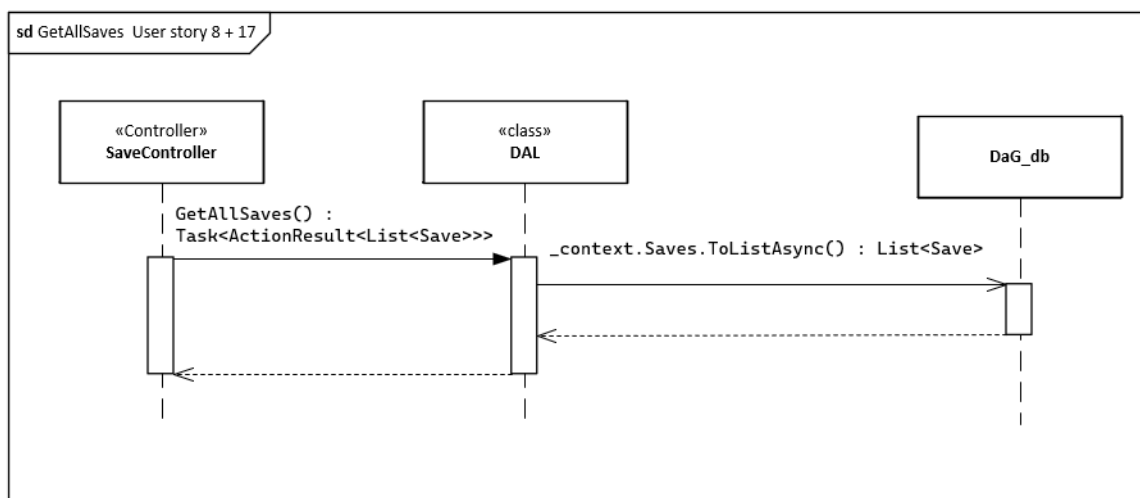 sd GetAllSaves User story 8 + 17
«Controller»
SaveController
«class»
DAL
DaG_db
GetAllSaves() :
Task<ActionResult<List<Save>>>
_context.Saves.ToListAsync() : List<Save>